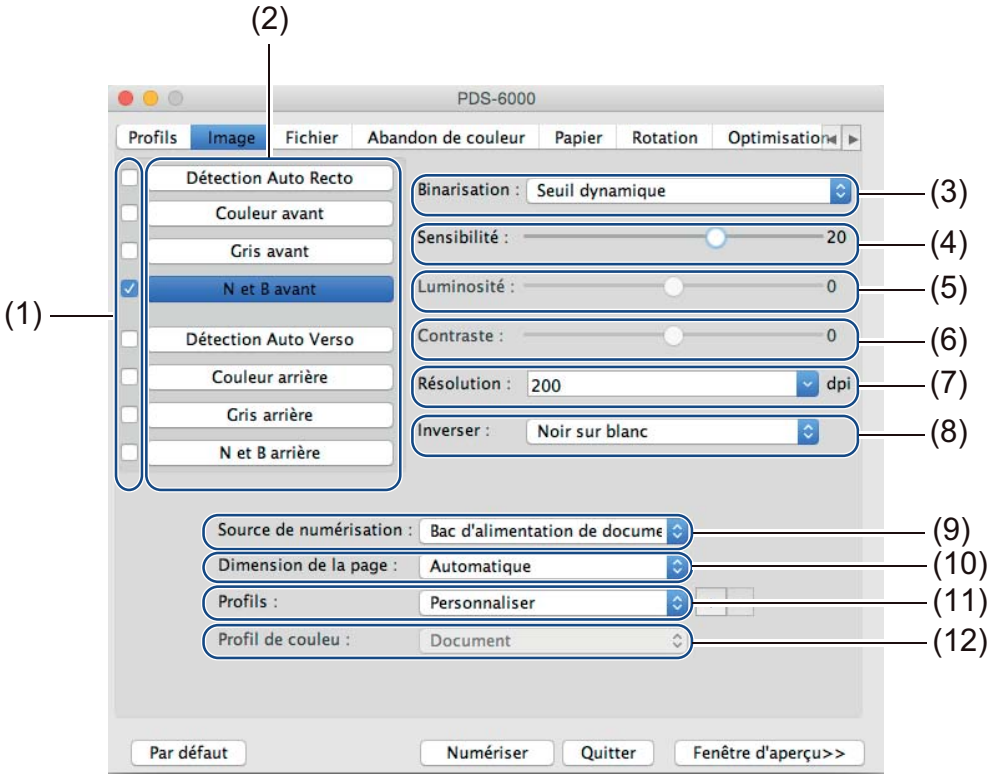 (2)
PDS-6000
Profils Image Fichier Abandon de couleur Papier Rotation Optimisation
Détection Auto Recto
Couleur avant
Gris avant
N et B avant
Détection Auto Verso
Couleur arrière
Gris arrière
N et B arrière
(1)
Binarisation : Seuil dynamique (3)
Sensibilité : 20 (4)
Luminosité : 0 (5)
Contraste : 0 (6)
Résolution : 200 dpi (7)
Inverser : Noir sur blanc (8)
Source de numérisation : Bac d'alimentation de docume (9)
Dimension de la page : Automatique (10)
Profils : Personnaliser (11)
Profil de couleu : Document (12)
Par défaut Numériser Quitter Fenêtre d'aperçu>>